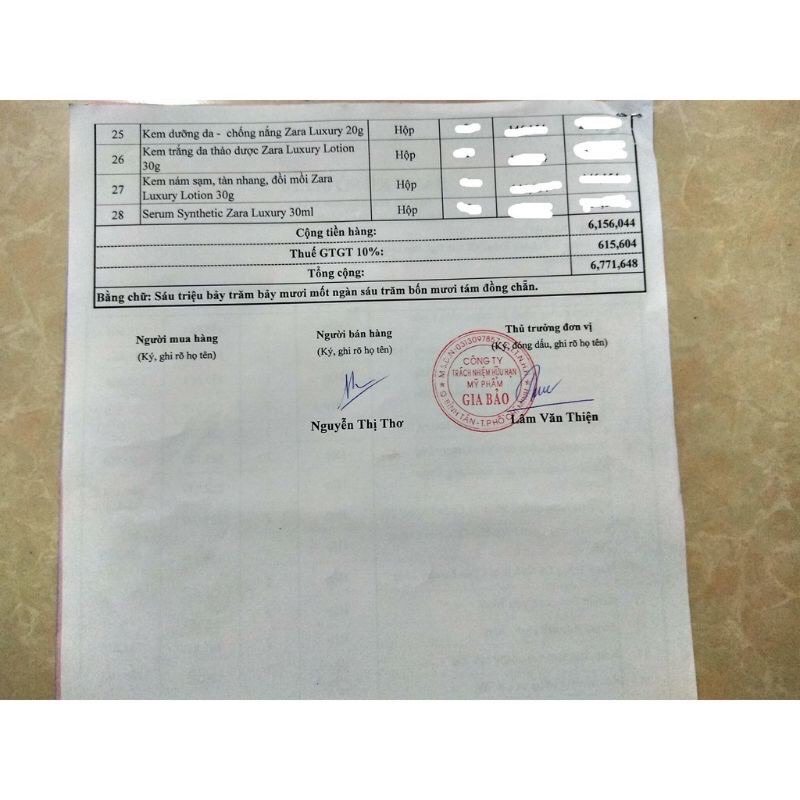 25 Kem dưỡng da - chống nắng Zara Luxury 20g Hộp
26 Kem trắng da thảo dược Zara Luxury Lotion 30g Hộp
27 Kem nám sạm, tàn nhang, đồi mồi Zara Luxury Lotion 30g Hộp
28 Serum Synthetic Zara Luxury 30ml Hộp
Cộng tiền hàng: 6,156,044
Thuế GTGT 10%: 615,604
Tổng cộng: 6,771,648
Bằng chữ: Sáu triệu bảy trăm bảy mươi mốt ngàn sáu trăm bốn mươi tám đồng chẵn.
Người mua hàng
(Ký, ghi rõ họ tên)
Người bán hàng
(Ký, ghi rõ họ tên)
Nguyễn Thị Thơ
Thủ trưởng đơn vị
(Ký, đóng dấu, ghi rõ họ tên)
M.S.D.N:0313097857
CÔNG TY
TRÁCH NHIỆM HỮU HẠN
MỸ PHẨM
GIA BẢO
Q.BÌNH TÂN-T.PHỐ
Lâm Văn Thiện